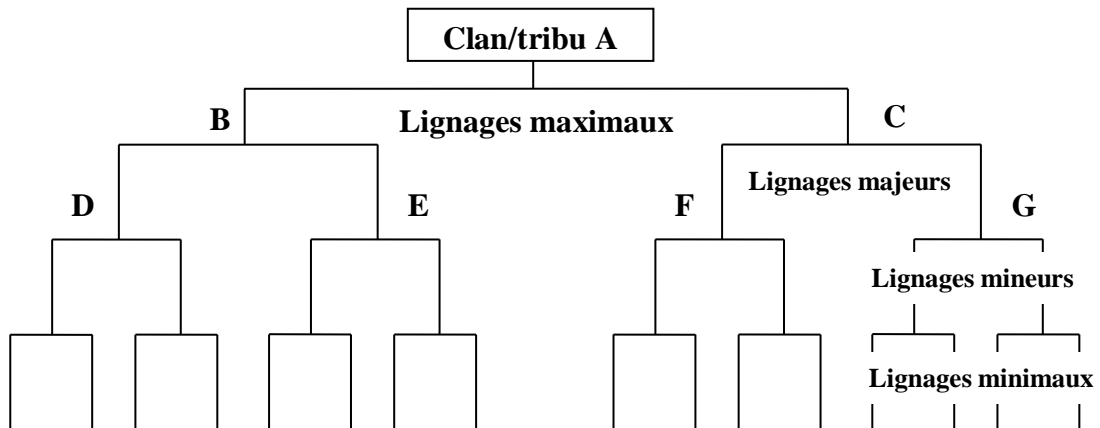 Clan/tribu A
B
Lignages maximaux
C
Lignages majeurs
D
E
F
G
Lignages mineurs
Lignages minimaux